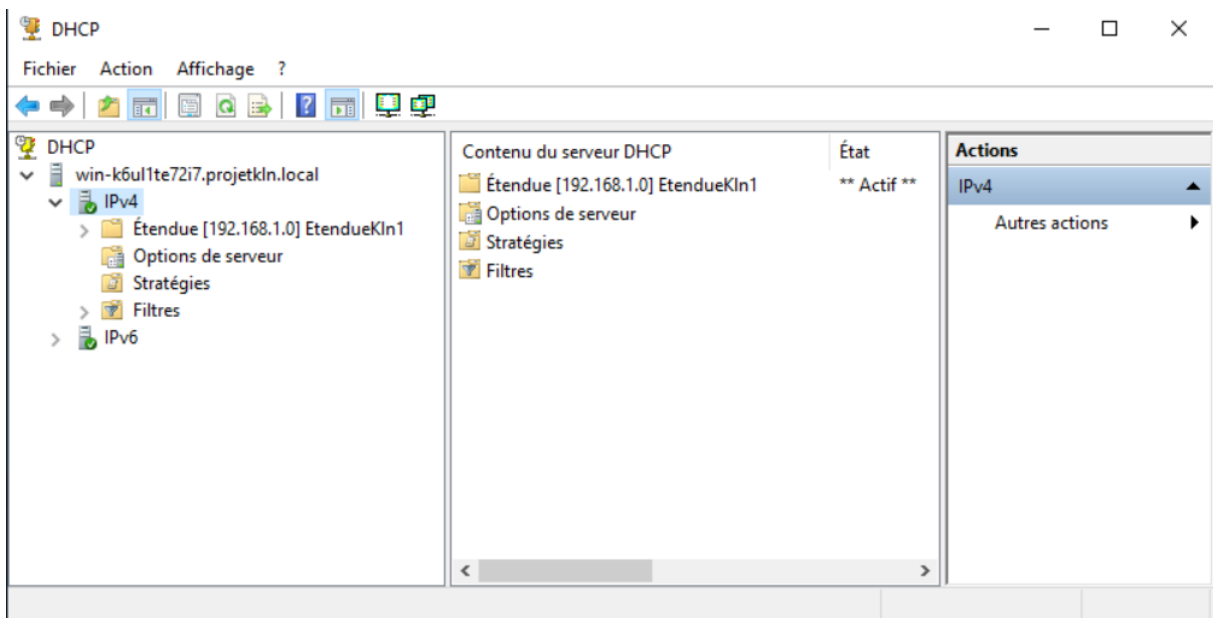 DHCP
Fichier Action Affichage ?
DHCP
win-k6ul1te72i7.projetkln.local
IPv4
Étendue [192.168.1.0] EtendueKln1
Options de serveur
Stratégies
Filtres
IPv6
Contenu du serveur DHCP État
Étendue [192.168.1.0] EtendueKln1 ** Actif **
Options de serveur
Stratégies
Filtres
Actions
IPv4
Autres actions